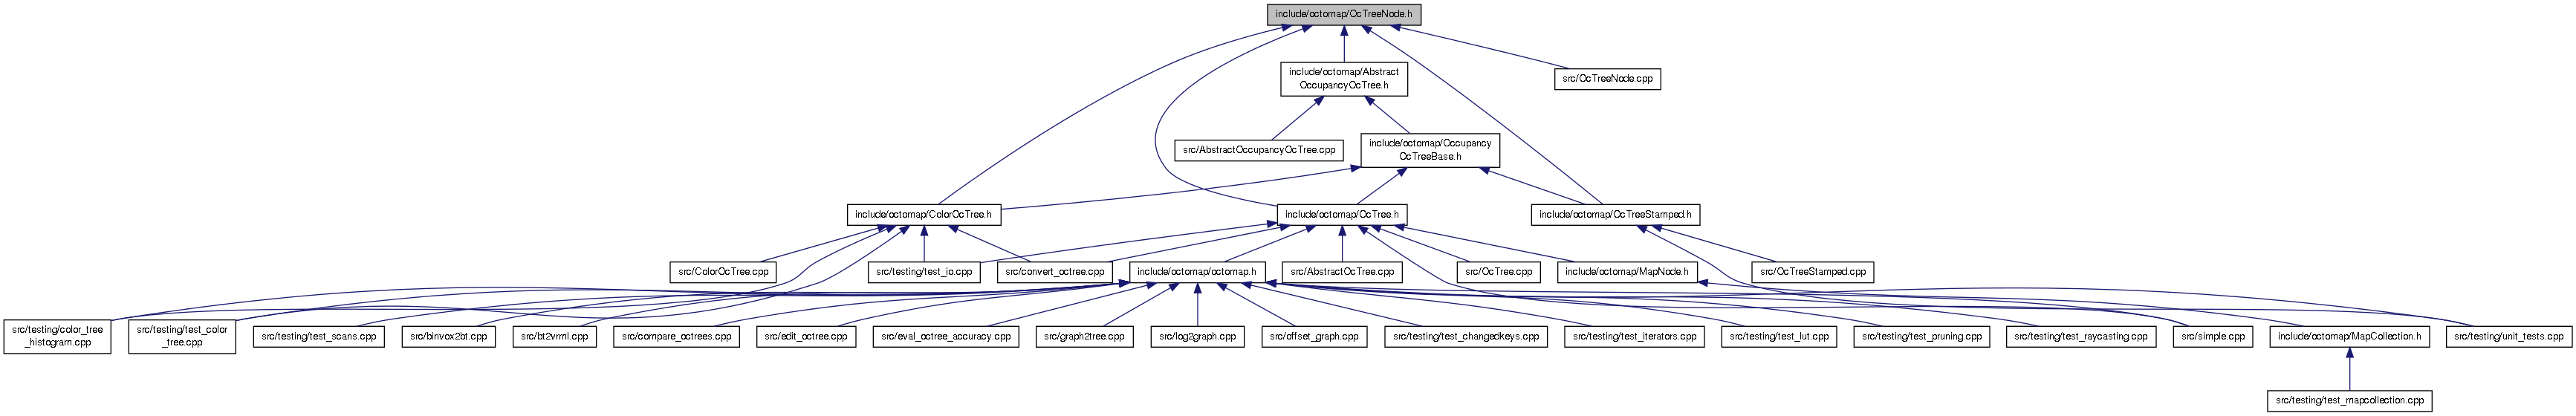 include/octomap/OcTreeNode.h
include/octomap/Abstract
OccupancyOcTree.h
src/OcTreeNode.cpp
src/AbstractOccupancyOcTree.cpp
include/octomap/Occupancy
OcTreeBase.h
include/octomap/ColorOcTree.h
include/octomap/OcTree.h
include/octomap/OcTreeStamped.h
src/ColorOcTree.cpp
src/testing/test_io.cpp
src/convert_octree.cpp
include/octomap/octomap.h
src/AbstractOcTree.cpp
src/OcTree.cpp
include/octomap/MapNode.h
src/OcTreeStamped.cpp
src/testing/color_tree
_histogram.cpp
src/testing/test_color
_tree.cpp
src/testing/test_scans.cpp
src/binvox2bt.cpp
src/bt2vrml.cpp
src/compare_octrees.cpp
src/edit_octree.cpp
src/eval_octree_accuracy.cpp
src/graph2tree.cpp
src/log2graph.cpp
src/offset_graph.cpp
src/testing/test_changedkeys.cpp
src/testing/test_iterators.cpp
src/testing/test_lut.cpp
src/testing/test_pruning.cpp
src/testing/test_raycasting.cpp
src/simple.cpp
include/octomap/MapCollection.h
src/testing/unit_tests.cpp
src/testing/test_mapcollection.cpp